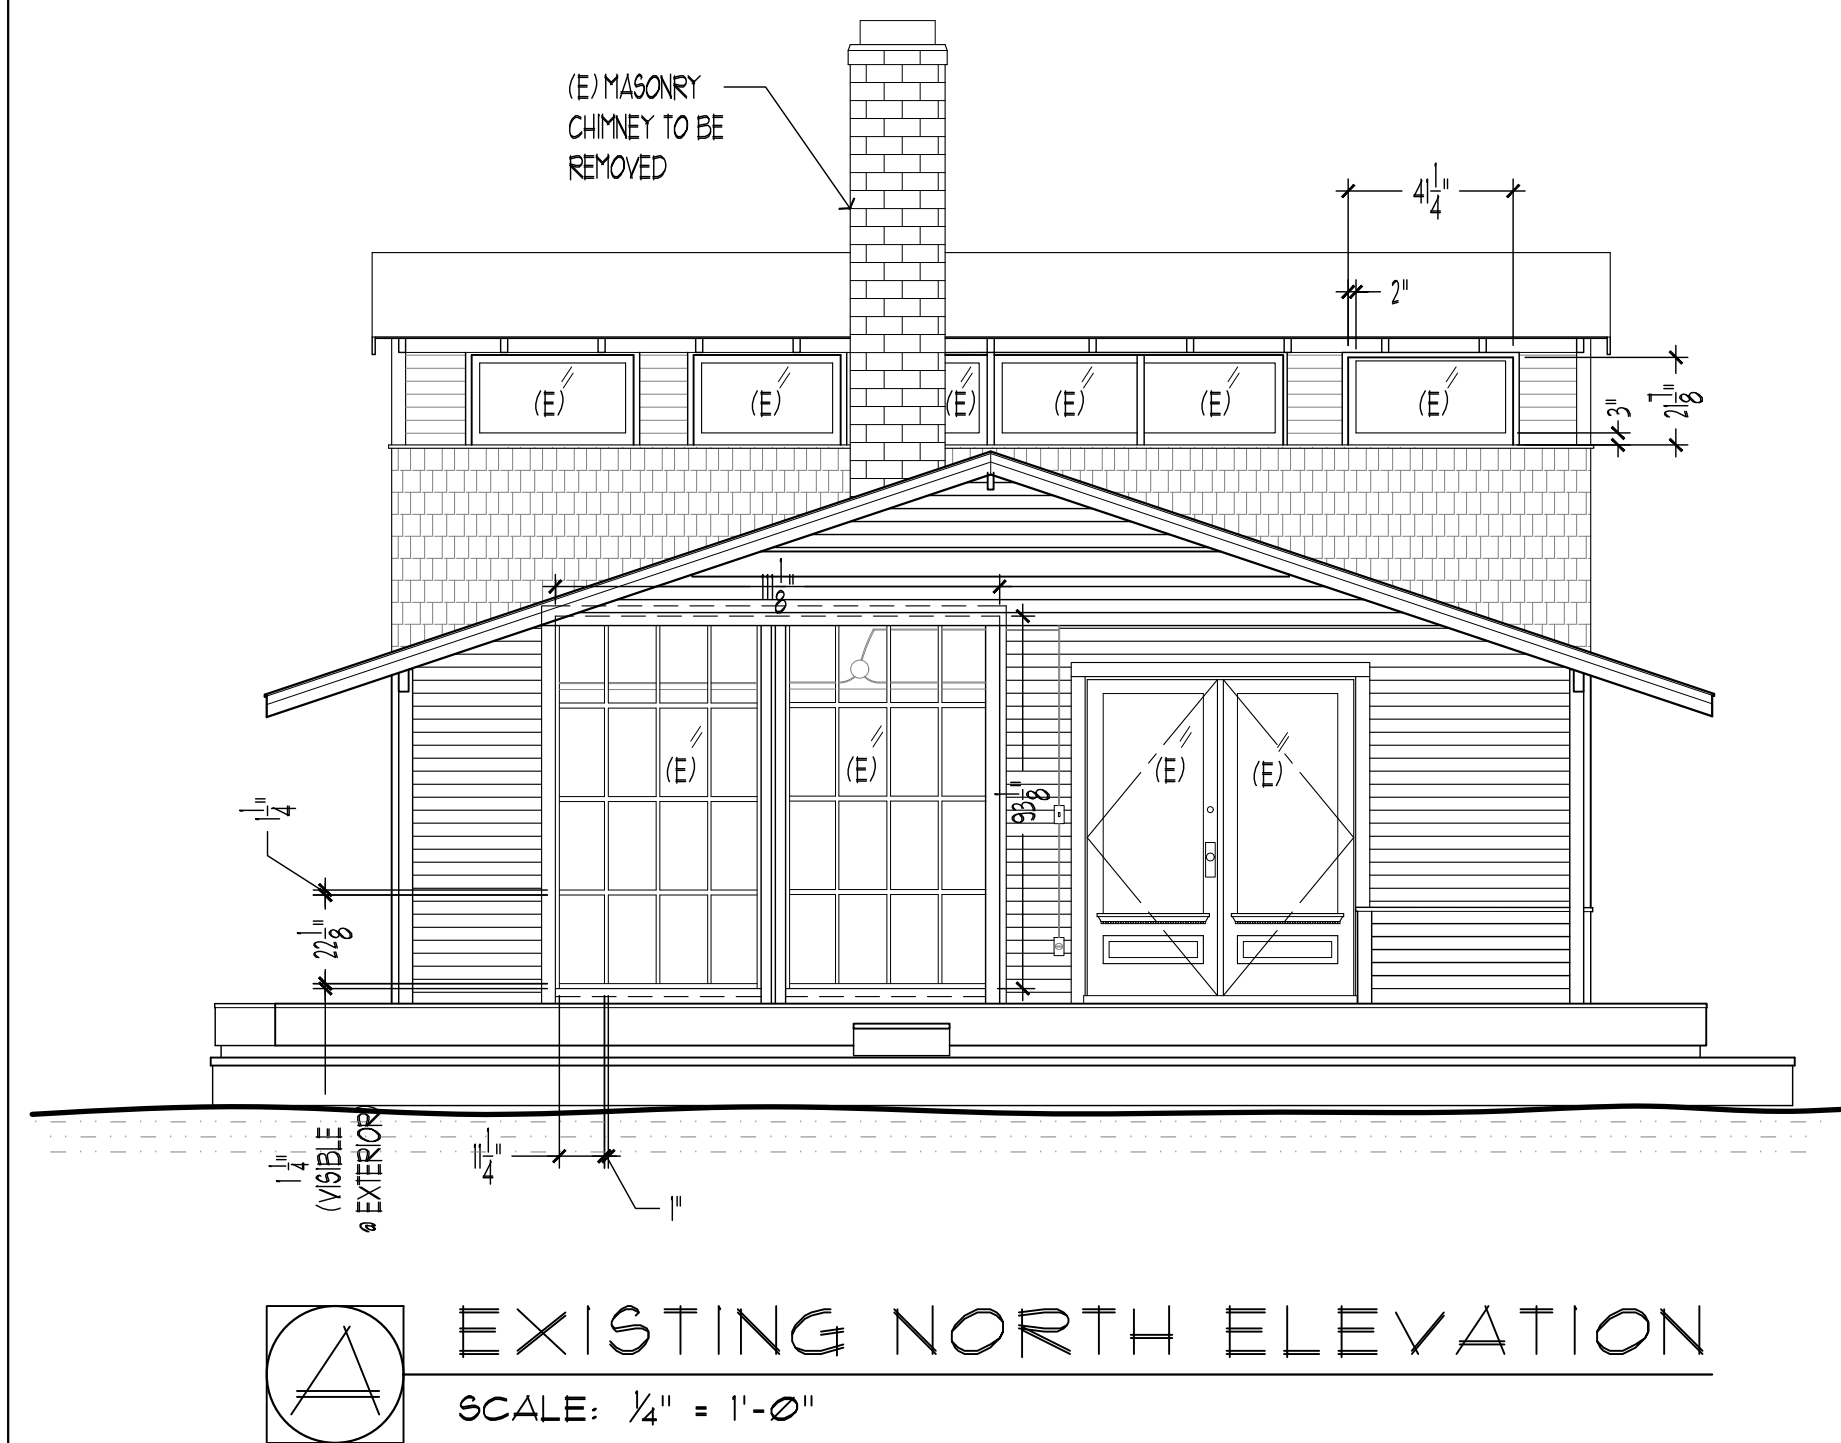 (E) MASONRY
CHIMNEY TO BE
REMOVED
41 1/4"
2"
(E)
(E)
(E)
(E)
(E)
(E)
3"
21 7/8"
111 1/8"
(E)
(E)
(E)
(E)
93 1/8"
1 1/4"
22 1/8"
1 1/4"
(VISIBLE
@ EXTERIOR)
11 1/4"
1"
A
EXISTING NORTH ELEVATION
SCALE: 1/4" = 1'-0"